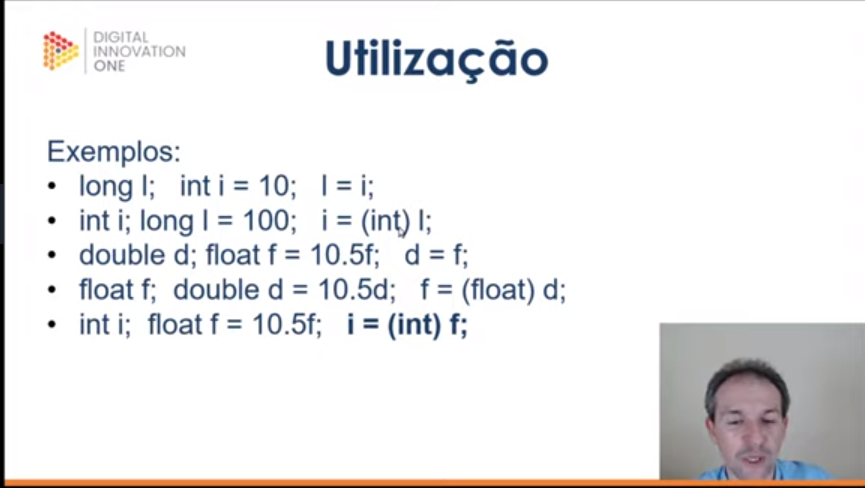 DIGITAL
INNOVATION
ONE
Utilização
Exemplos:
• long l;   int i = 10;   l = i;
• int i; long l = 100;   i = (int) l;
• double d; float f = 10.5f;   d = f;
• float f;  double d = 10.5d;   f = (float) d;
• int i;  float f = 10.5f;   i = (int) f;